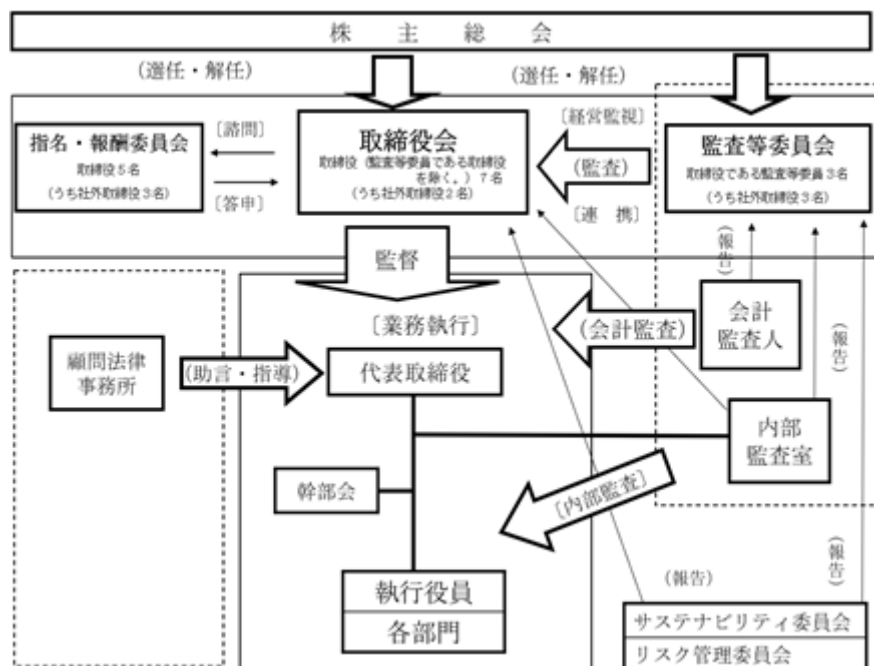 株主総会
(選任・解任)
(選任・解任)
指名・報酬委員会
取締役5名
(うち社外取締役3名)
〔諮問〕
〔答申〕
取締役会
取締役(監査等委員である取締役
を除く。)7名
(うち社外取締役2名)
〔経営監視〕
(監査)
〔連 携〕
監査等委員会
取締役である監査等委員3名
(うち社外取締役3名)
監督
(報告)
〔業務執行〕
(会計監査)
会計
監査人
(報告)
(報告)
顧問法律
事務所
(助言・指導)
代表取締役
内部
監査室
幹部会
〔内部監査〕
(報告)
執行役員
各部門
(報告)
サステナビリティ委員会
リスク管理委員会